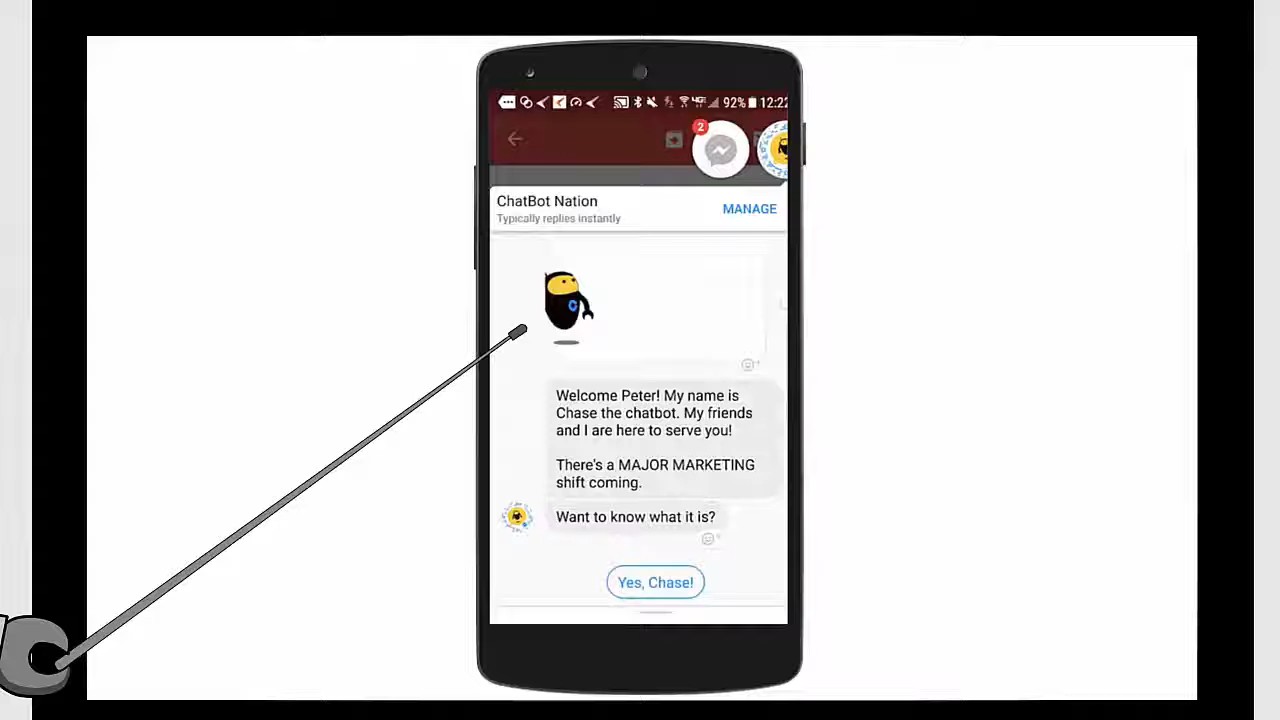 92% 12:22
2
ChatBot Nation
MANAGE
Typically replies instantly
Welcome Peter! My name is
Chase the chatbot. My friends
and I are here to serve you!
There's a MAJOR MARKETING
shift coming.
Want to know what it is?
Yes, Chase!